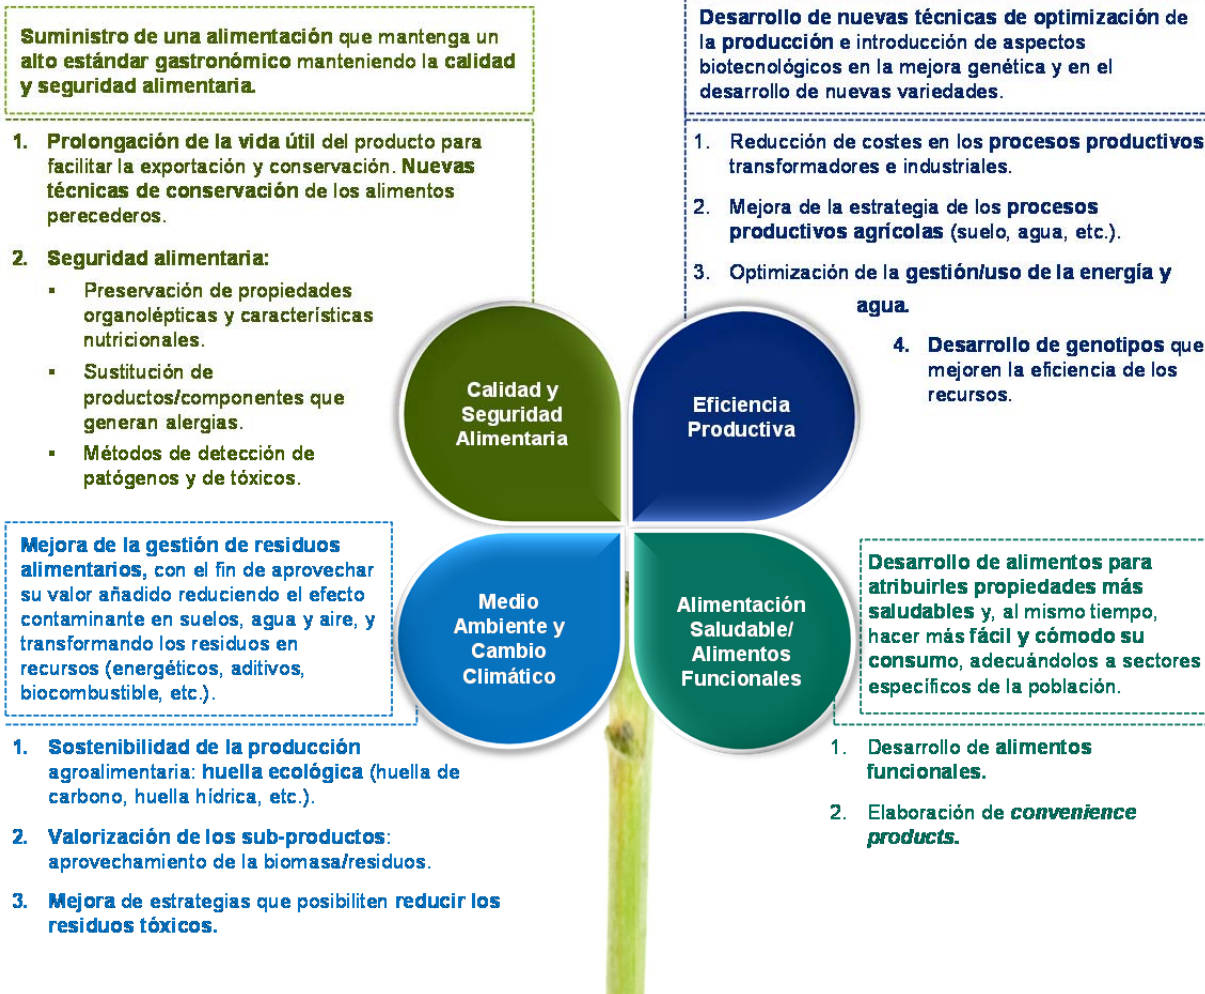 Suministro de una alimentación que mantenga un
alto estándar gastronómico manteniendo la calidad
y seguridad alimentaria.
1. Prolongación de la vida útil del producto para
facilitar la exportación y conservación. Nuevas
técnicas de conservación de los alimentos
perecederos.
2. Seguridad alimentaria:
▪ Preservación de propiedades
organolépticas y características
nutricionales.
▪ Sustitución de
productos/componentes que
generan alergias.
▪ Métodos de detección de
patógenos y de tóxicos.
Desarrollo de nuevas técnicas de optimización de
la producción e introducción de aspectos
biotecnológicos en la mejora genética y en el
desarrollo de nuevas variedades.
1. Reducción de costes en los procesos productivos
transformadores e industriales.
2. Mejora de la estrategia de los procesos
productivos agrícolas (suelo, agua, etc.).
3. Optimización de la gestión/uso de la energía y
agua.
4. Desarrollo de genotipos que
mejoren la eficiencia de los
recursos.
Calidad y
Seguridad
Alimentaria
Eficiencia
Productiva
Medio
Ambiente y
Cambio
Climático
Alimentación
Saludable/
Alimentos
Funcionales
Mejora de la gestión de residuos
alimentarios, con el fin de aprovechar
su valor añadido reduciendo el efecto
contaminante en suelos, agua y aire, y
transformando los residuos en
recursos (energéticos, aditivos,
biocombustible, etc.).
1. Sostenibilidad de la producción
agroalimentaria: huella ecológica (huella de
carbono, huella hídrica, etc.).
2. Valorización de los sub-productos:
aprovechamiento de la biomasa/residuos.
3. Mejora de estrategias que posibiliten reducir los
residuos tóxicos.
Desarrollo de alimentos para
atribuirles propiedades más
saludables y, al mismo tiempo,
hacer más fácil y cómodo su
consumo, adecuándolos a sectores
específicos de la población.
1. Desarrollo de alimentos
funcionales.
2. Elaboración de convenience
products.